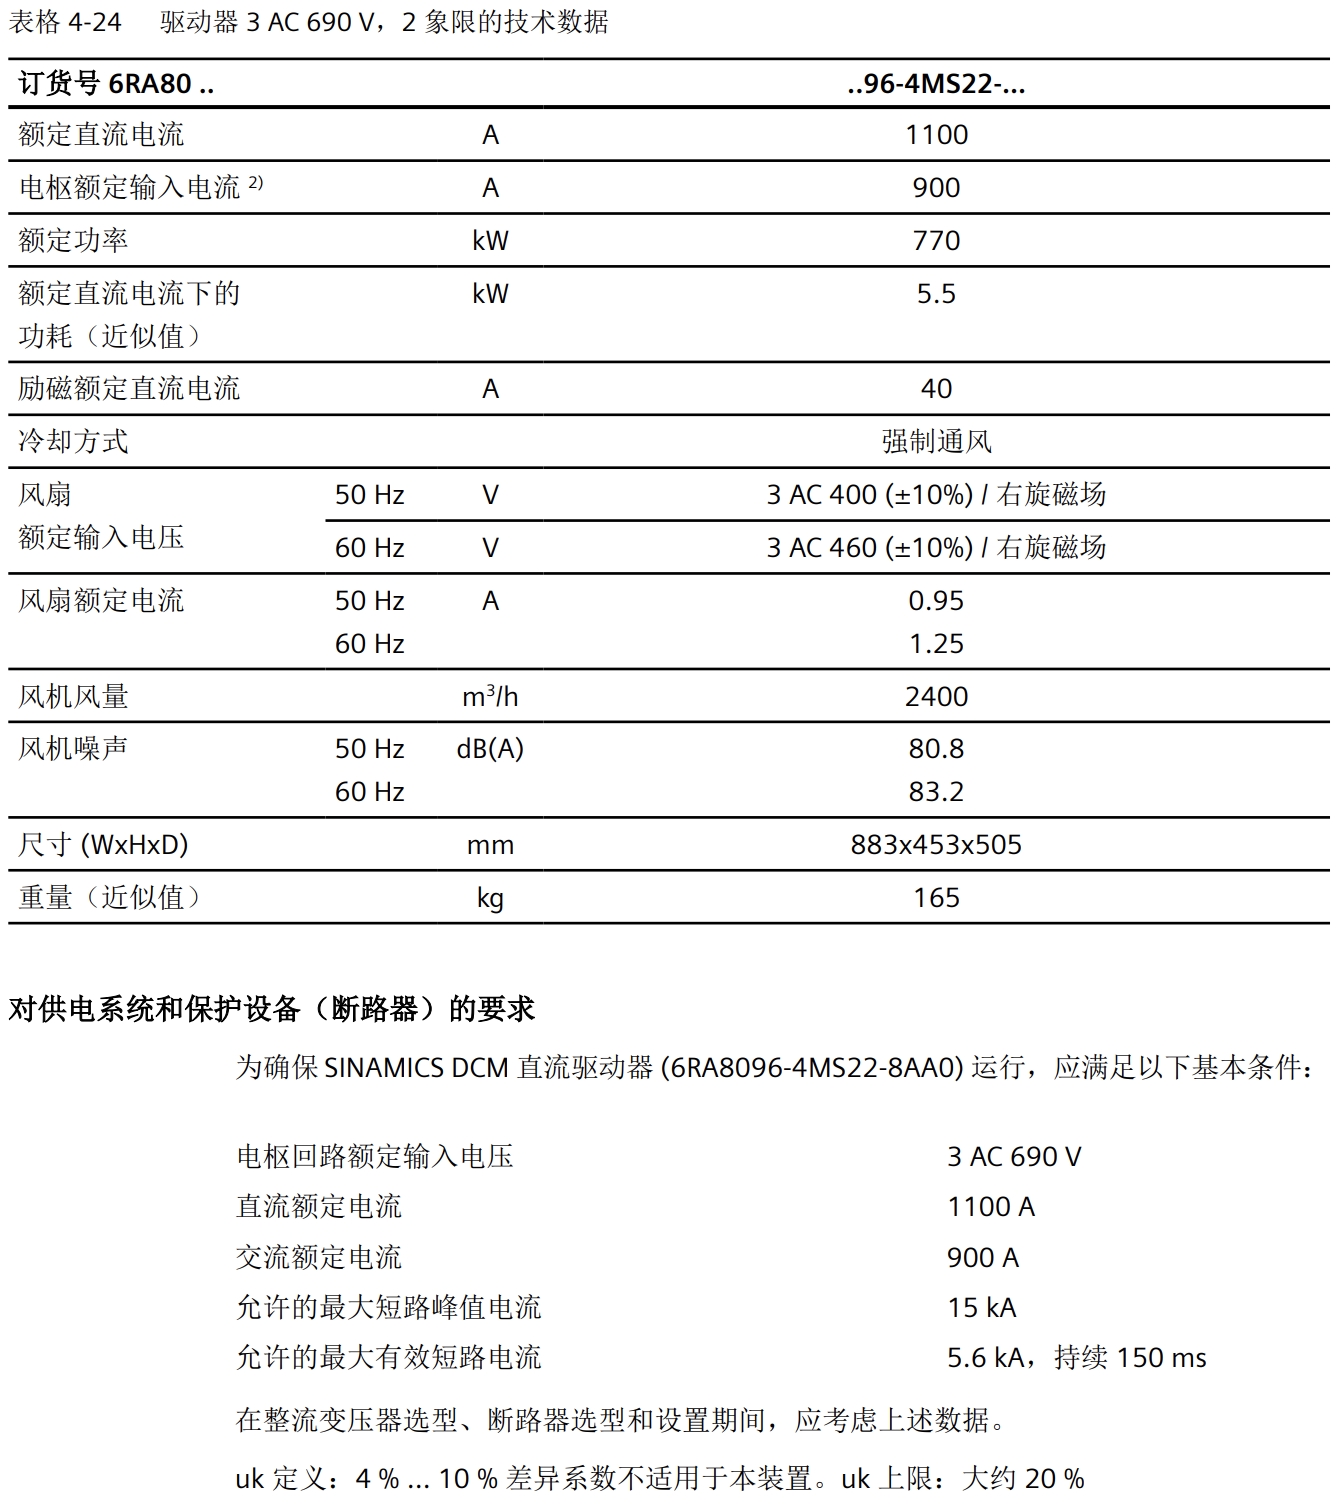 表格 4-24 驱动器 3 AC 690 V，2 象限的技术数据
订货号 6RA80 .. ..96-4MS22-...
额定直流电流 A 1100
电枢额定输入电流 2) A 900
额定功率 kW 770
额定直流电流下的 kW 5.5
功耗（近似值）
励磁额定直流电流 A 40
冷却方式 强制通风
风扇 50 Hz V 3 AC 400 (±10%) / 右旋磁场
额定输入电压 60 Hz V 3 AC 460 (±10%) / 右旋磁场
风扇额定电流 50 Hz A 0.95
60 Hz 1.25
风机风量 m³/h 2400
风机噪声 50 Hz dB(A) 80.8
60 Hz 83.2
尺寸 (WxHxD) mm 883x453x505
重量（近似值） kg 165
对供电系统和保护设备（断路器）的要求
为确保 SINAMICS DCM 直流驱动器 (6RA8096-4MS22-8AA0) 运行，应满足以下基本条件：
电枢回路额定输入电压 3 AC 690 V
直流额定电流 1100 A
交流额定电流 900 A
允许的最大短路峰值电流 15 kA
允许的最大有效短路电流 5.6 kA，持续 150 ms
在整流变压器选型、断路器选型和设置期间，应考虑上述数据。
uk 定义：4 % ... 10 % 差异系数不适用于本装置。uk 上限：大约 20 %